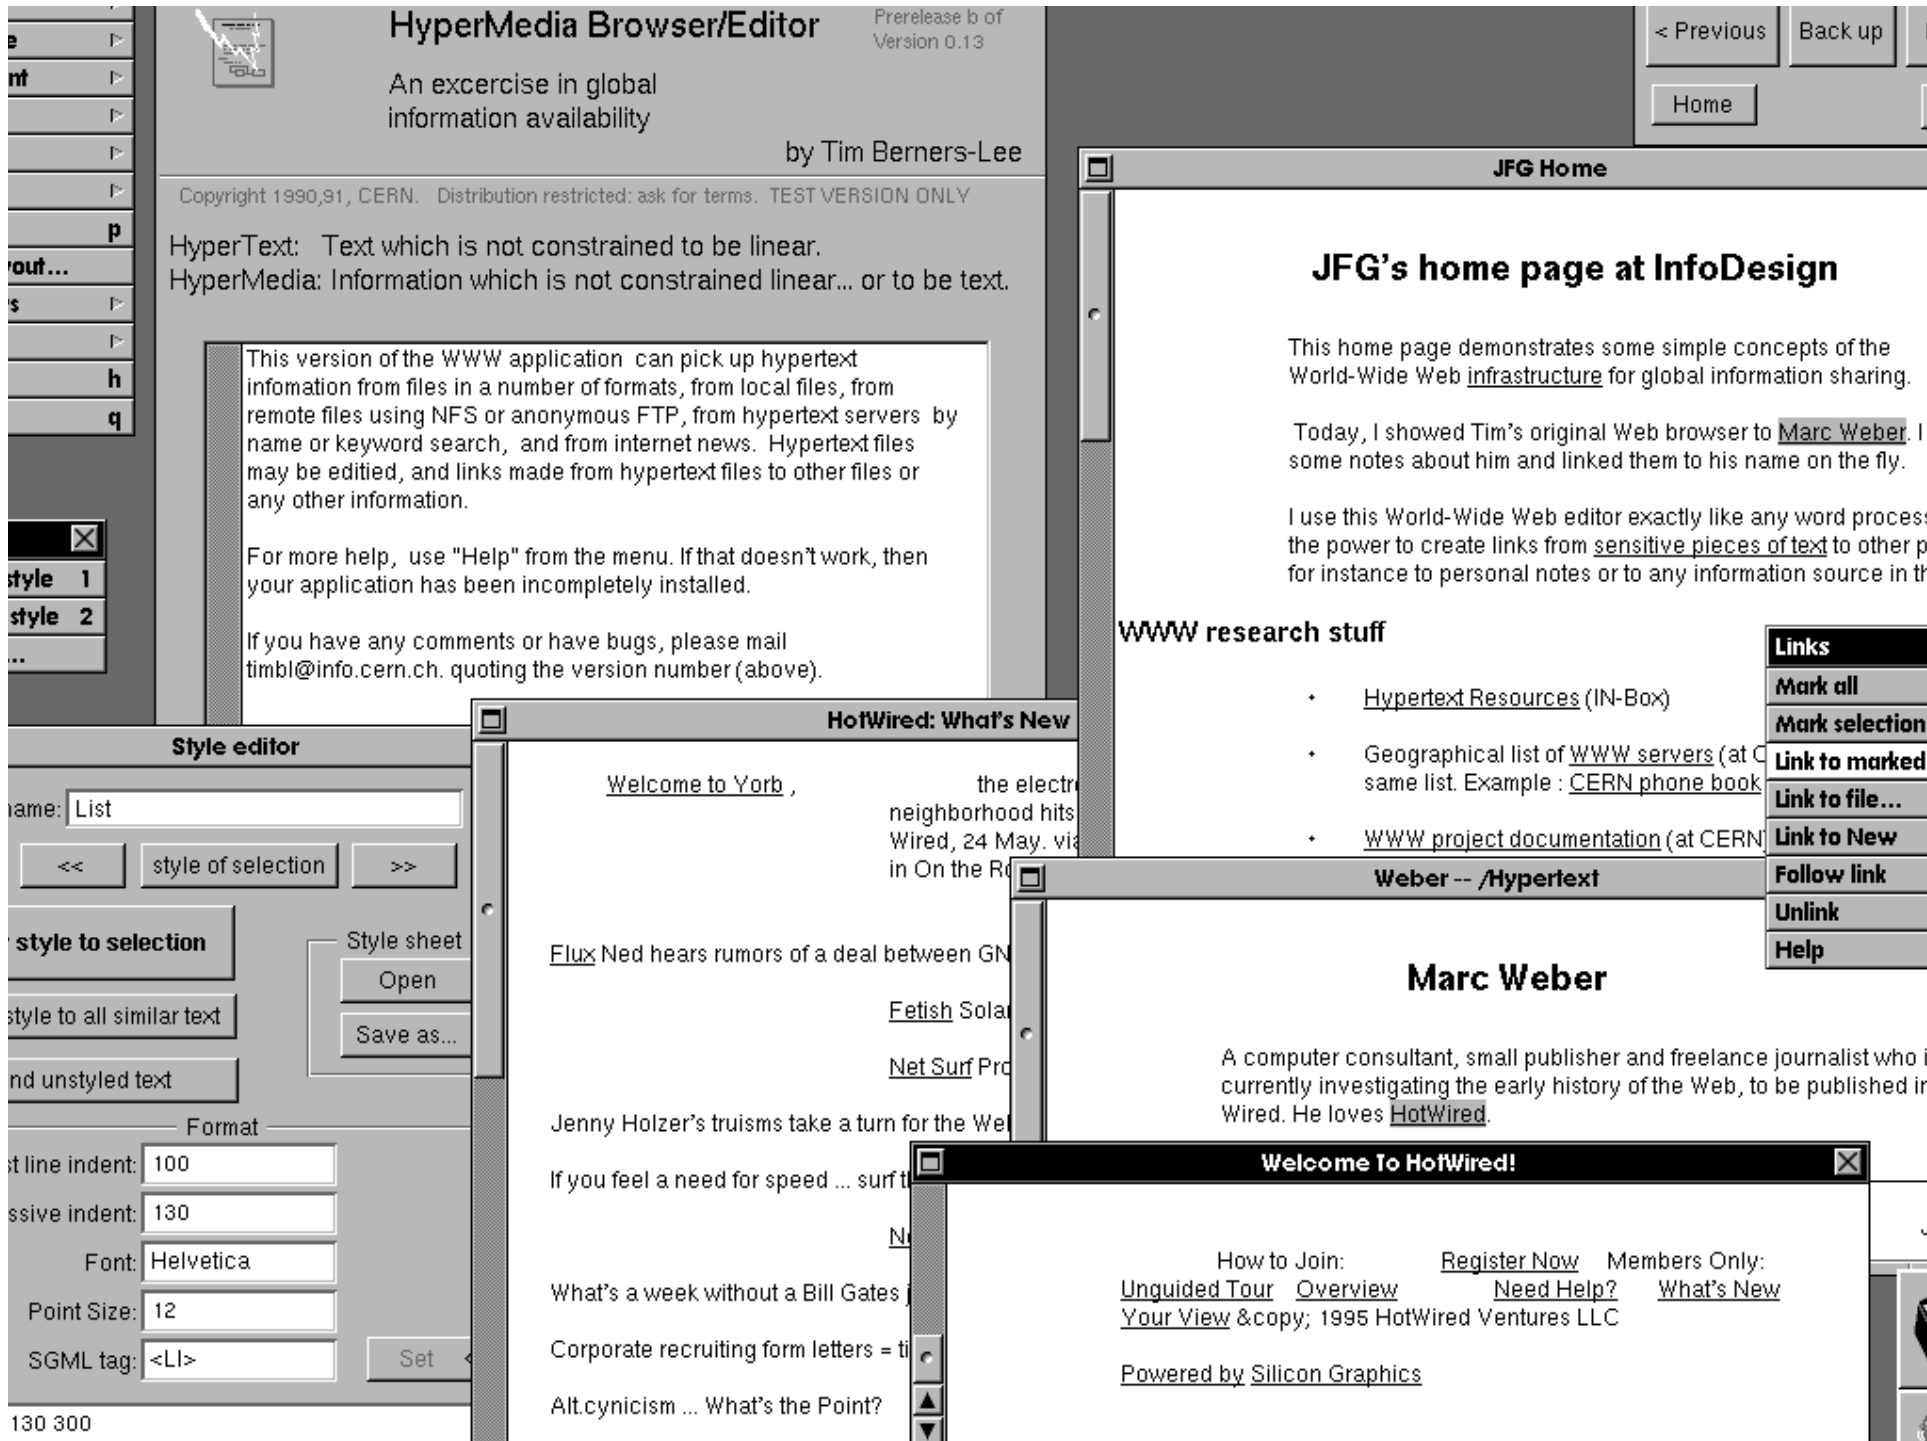 HyperMedia Browser/Editor
Prerelease b of
Version 0.13
An excercise in global
information availability
by Tim Berners-Lee
Copyright 1990,91, CERN. Distribution restricted: ask for terms. TEST VERSION ONLY
HyperText: Text which is not constrained to be linear.
HyperMedia: Information which is not constrained linear... or to be text.
This version of the WWW application can pick up hypertext
infomation from files in a number of formats, from local files, from
remote files using NFS or anonymous FTP, from hypertext servers by
name or keyword search, and from internet news. Hypertext files
may be editied, and links made from hypertext files to other files or
any other information.
For more help, use "Help" from the menu. If that doesn't work, then
your application has been incompletely installed.
If you have any comments or have bugs, please mail
timbl@info.cern.ch. quoting the version number (above).
p
h
q
style 1
style 2
...
< Previous
Back up
Home
JFG Home
JFG's home page at InfoDesign
This home page demonstrates some simple concepts of the
World-Wide Web infrastructure for global information sharing.
Today, I showed Tim's original Web browser to Marc Weber. I
some notes about him and linked them to his name on the fly.
I use this World-Wide Web editor exactly like any word
the power to create links from sensitive pieces of text to other
for instance to personal notes or to any information source in
WWW research stuff
• Hypertext Resources (IN-Box)
• Geographical list of WWW servers (at
same list. Example : CERN phone book
• WWW project documentation (at CERN)
Links
Mark all
Mark selection
Link to marked
Link to file...
Link to New
Follow link
Unlink
Help
Style editor
name: List
<< style of selection >>
style to selection
style to all similar text
unstyled text
Style sheet
Open
Save as...
Format
line indent: 100
indent: 130
Font: Helvetica
Point Size: 12
SGML tag: <LI>
Set
130 300
HotWired: What's New
Welcome to Yorb , the
neighborhood hits
Wired, 24 May. via
in On the
Flux Ned hears rumors of a deal between
Fetish
Net Surf
Jenny Holzer's truisms take a turn for the
If you feel a need for speed ... surf
What's a week without a Bill Gates
Corporate recruiting form letters =
Alt.cynicism ... What's the Point?
Weber -- /Hypertext
Marc Weber
A computer consultant, small publisher and freelance journalist who
currently investigating the early history of the Web, to be published in
Wired. He loves HotWired.
Welcome To HotWired!
How to Join: Register Now Members Only:
Unguided Tour Overview Need Help? What's New
Your View &copy; 1995 HotWired Ventures LLC
Powered by Silicon Graphics